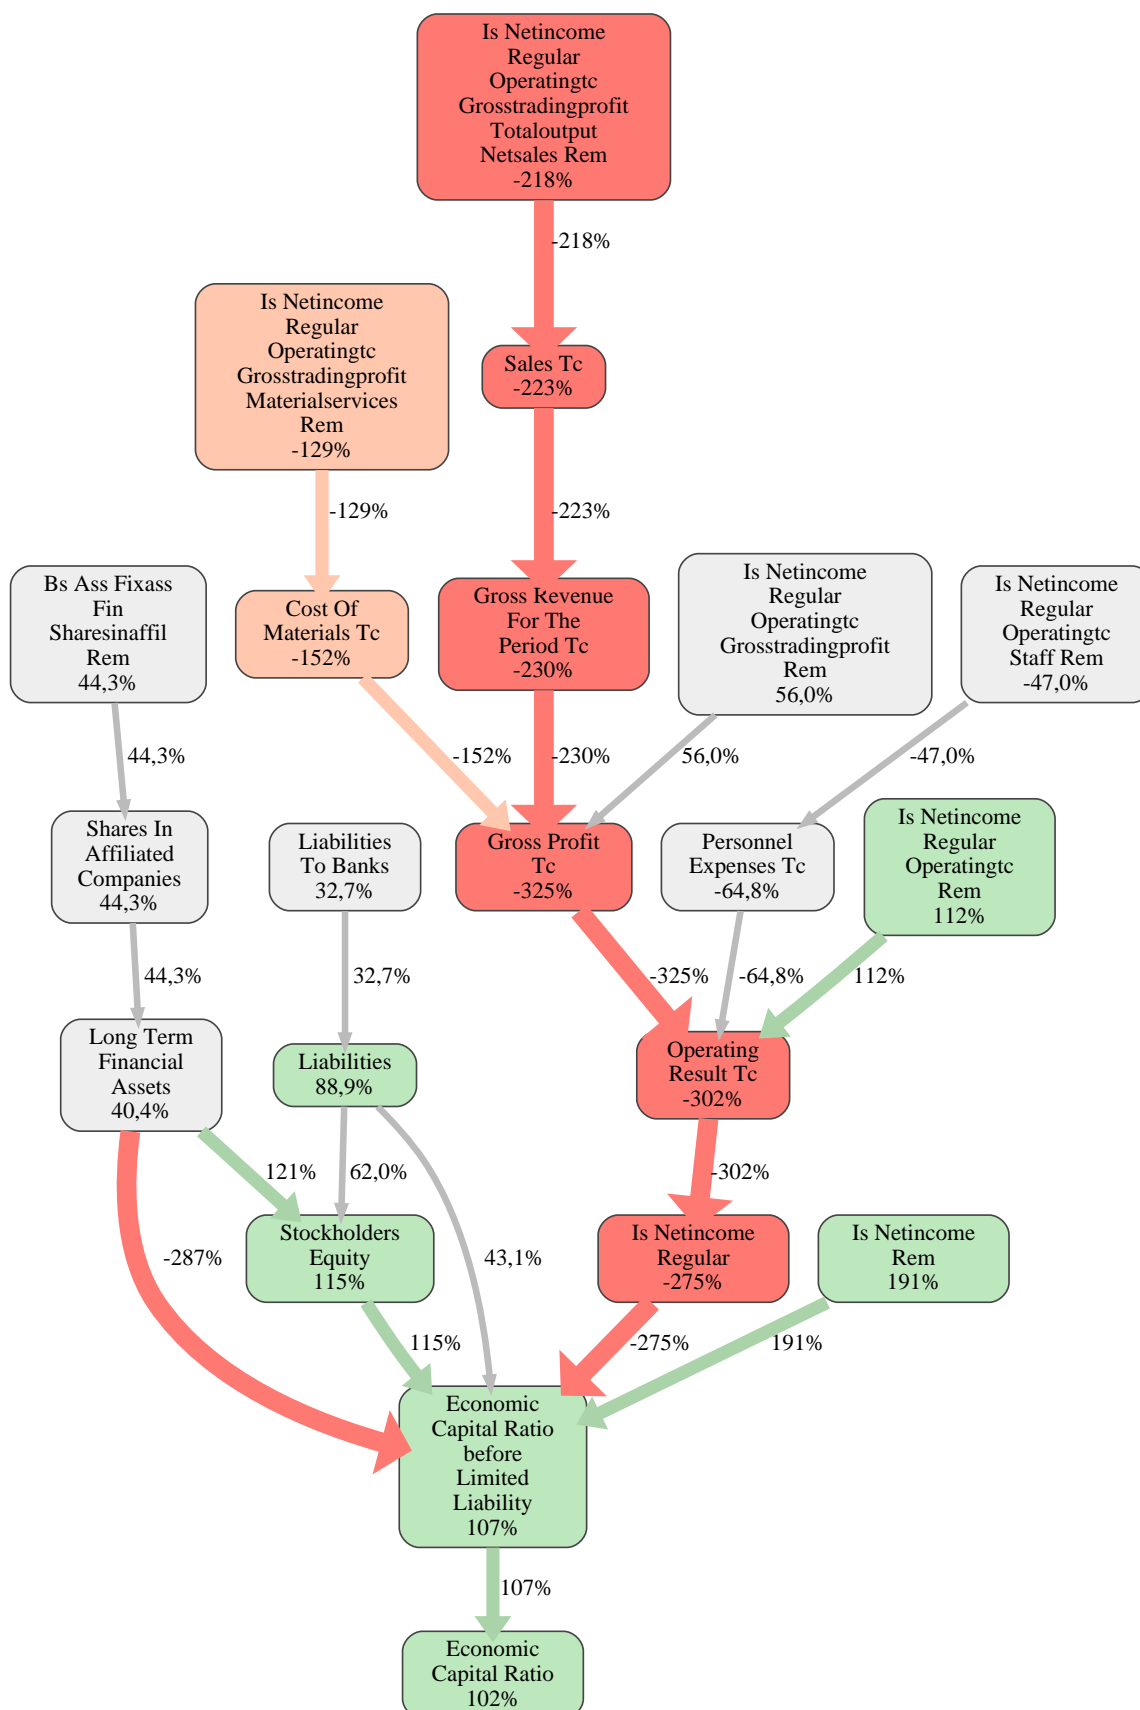 Is Netincome
Regular
Operatingtc
Grosstradingprofit
Totaloutput
Netsales Rem
-218%
-218%
Is Netincome
Regular
Operatingtc
Grosstradingprofit
Materialservices
Rem
-129%
Sales Tc
-223%
-129%
-223%
Bs Ass Fixass
Fin
Sharesinaffil
Rem
44,3%
Cost Of
Materials Tc
-152%
Gross Revenue
For The
Period Tc
-230%
Is Netincome
Regular
Operatingtc
Grosstradingprofit
Rem
56,0%
Is Netincome
Regular
Operatingtc
Staff Rem
-47,0%
44,3%
-152%
-230%
56,0%
-47,0%
Shares In
Affiliated
Companies
44,3%
Liabilities
To Banks
32,7%
Gross Profit
Tc
-325%
Personnel
Expenses Tc
-64,8%
Is Netincome
Regular
Operatingtc
Rem
112%
44,3%
32,7%
-325%
-64,8%
112%
Long Term
Financial
Assets
40,4%
Liabilities
88,9%
Operating
Result Tc
-302%
121%
62,0%
-302%
-287%
Stockholders
Equity
115%
43,1%
Is Netincome
Regular
-275%
Is Netincome
Rem
191%
115%
-275%
191%
Economic
Capital Ratio
before
Limited
Liability
107%
107%
Economic
Capital Ratio
102%